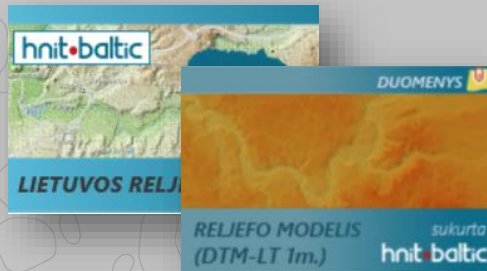 hnit•baltic
LIETUVOS RELJ
DUOMENYS
RELJEFO MODELIS
(DTM-LT 1m.)
sukurta
hnit•baltic